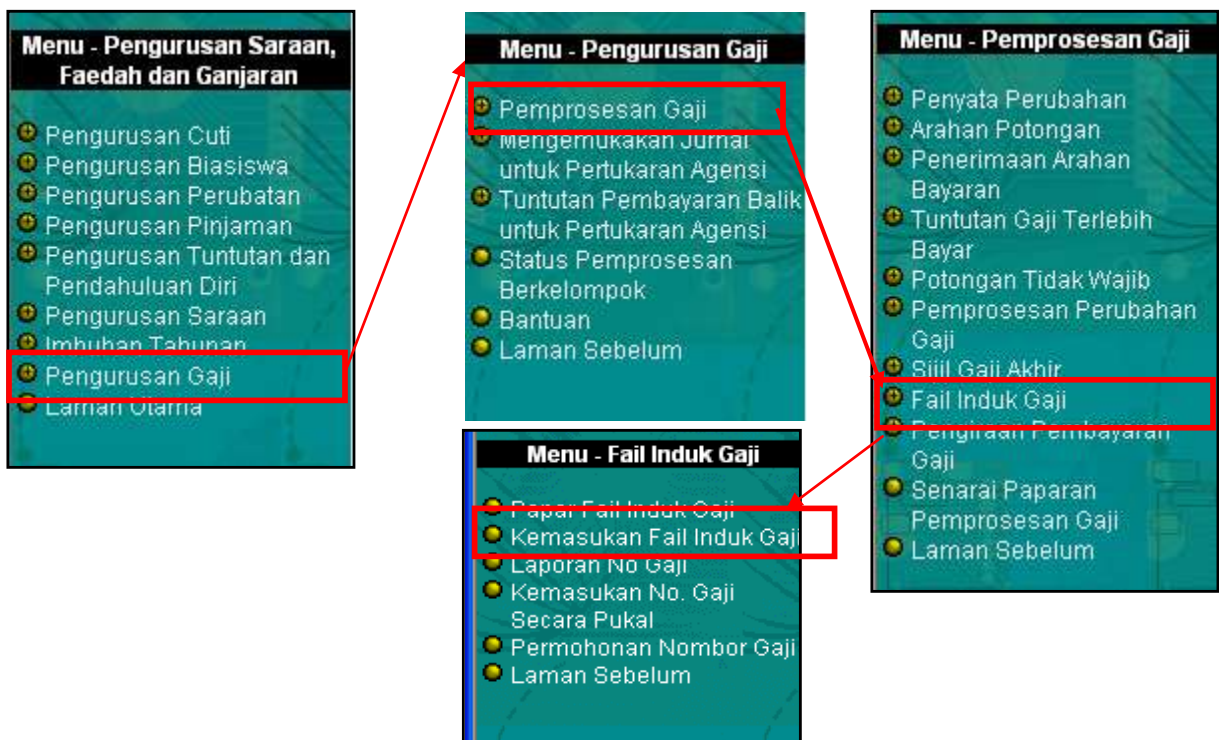 Menu - Pengurusan Saraan,
Faedah dan Ganjaran
Pengurusan Cuti
Pengurusan Biasiswa
Pengurusan Perubatan
Pengurusan Pinjaman
Pengurusan Tuntutan dan
Pendahuluan Diri
Pengurusan Saraan
Imbuhan Tahunan
Pengurusan Gaji
Laman Utama
Menu - Pengurusan Gaji
Pemprosesan Gaji
Mengemukakan Jurnal
untuk Pertukaran Agensi
Tuntutan Pembayaran Balik
untuk Pertukaran Agensi
Status Pemprosesan
Berkelompok
Bantuan
Laman Sebelum
Menu - Pemprosesan Gaji
Penyata Perubahan
Arahan Potongan
Penerimaan Arahan
Bayaran
Tuntutan Gaji Terlebih
Bayar
Potongan Tidak Wajib
Pemprosesan Perubahan
Gaji
Sijil Gaji Akhir
Fail Induk Gaji
Pengiraan Pembayaran
Gaji
Senarai Paparan
Pemprosesan Gaji
Laman Sebelum
Menu - Fail Induk Gaji
Papar Fail Induk Gaji
Kemasukan Fail Induk Gaji
Laporan No Gaji
Kemasukan No. Gaji
Secara Pukal
Permohonan Nombor Gaji
Laman Sebelum